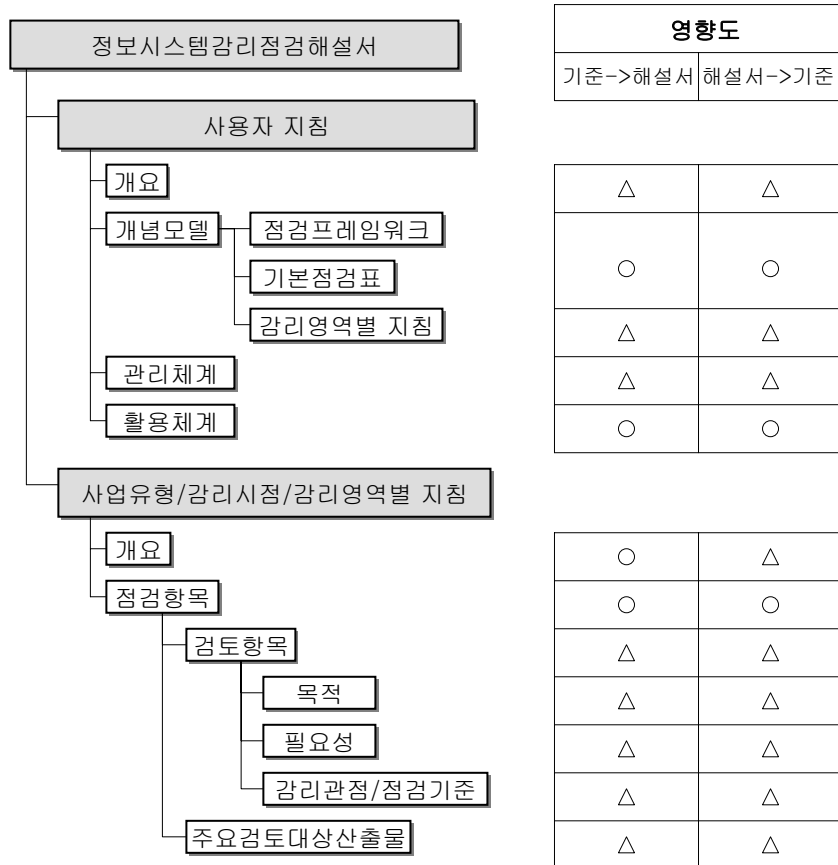 정보시스템감리점검해설서
영향도
기준->해설서 해설서->기준
사용자 지침
개요 △ △
개념모델 점검프레임워크
기본점검표 ○ ○
감리영역별 지침 △ △
관리체계 △ △
활용체계 ○ ○
사업유형/감리시점/감리영역별 지침
개요 ○ △
점검항목 ○ ○
검토항목 △ △
목적 △ △
필요성 △ △
감리관점/점검기준 △ △
주요검토대상산출물 △ △